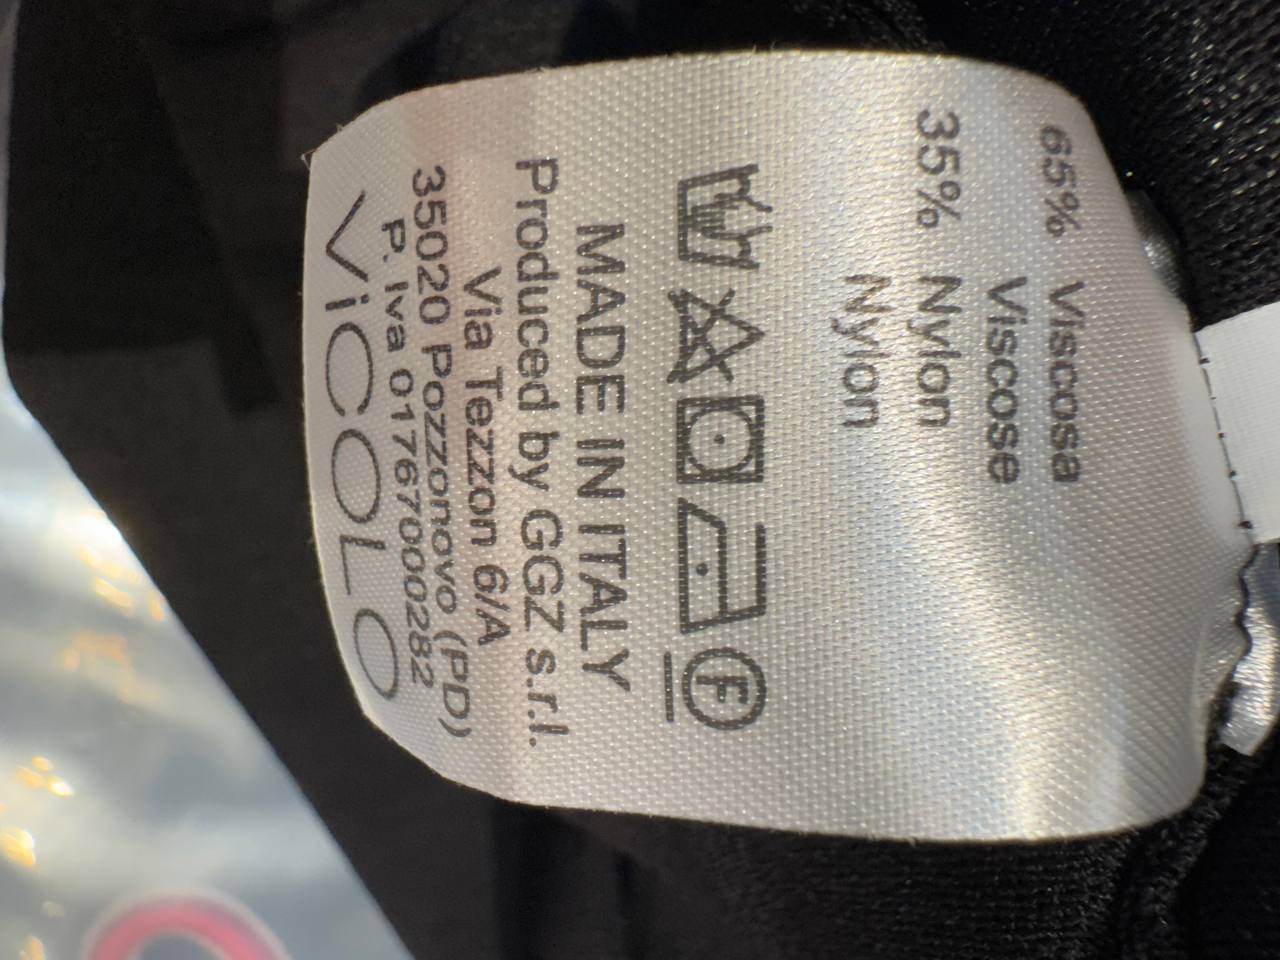 65% Viscosa
Viscose
35% Nylon
Nylon
F
MADE IN ITALY
Produced by GGZ s.r.l.
Via Tezzon 6/A
35020 Pozzonovo (PD)
P. Iva 01767000282
ViCOLO